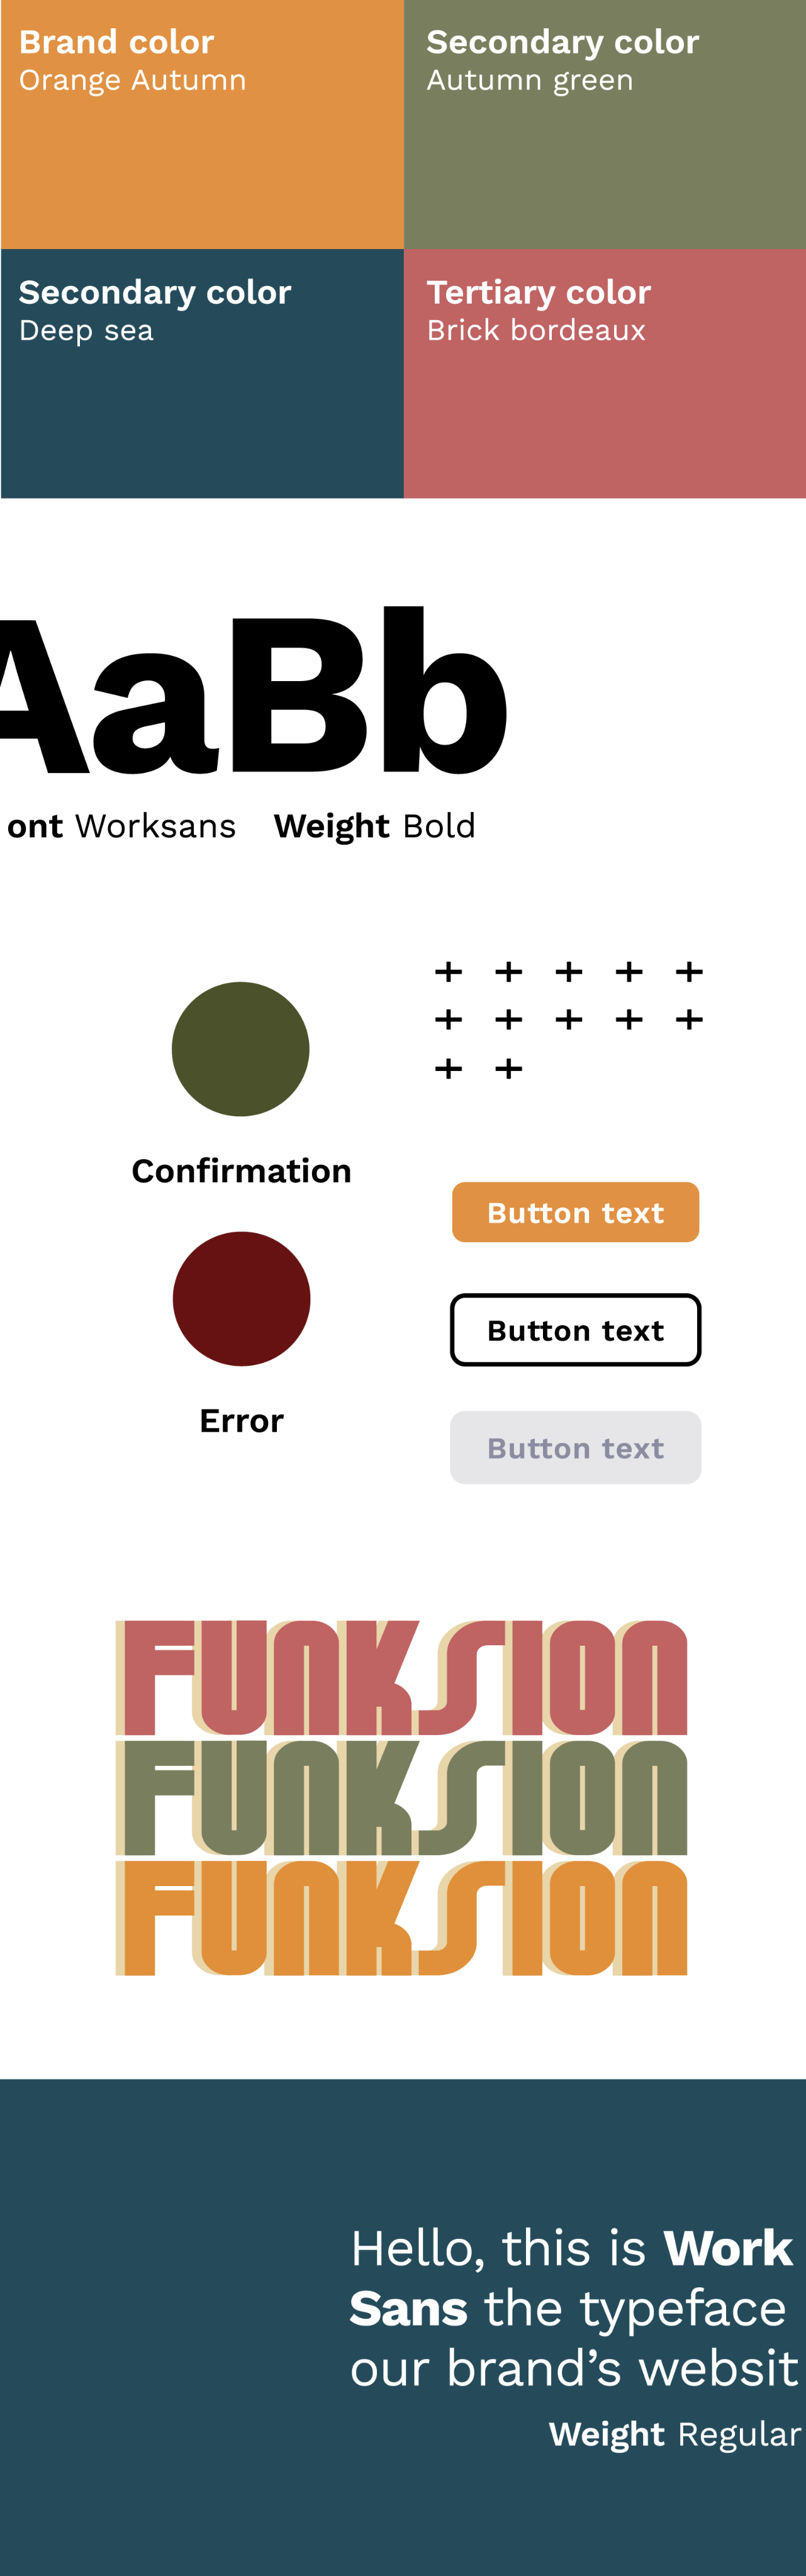 Brand color
Orange Autumn
Secondary color
Autumn green
Secondary color
Deep sea
Tertiary color
Brick bordeaux
AaBb
ont Worksans Weight Bold
+ + + + +
+ + + + +
+ +
Confirmation
Button text
Button text
Error
Button text
FUNKSION
FUNKSION
FUNKSION
Hello, this is Work
Sans the typeface
our brand’s websit
Weight Regular